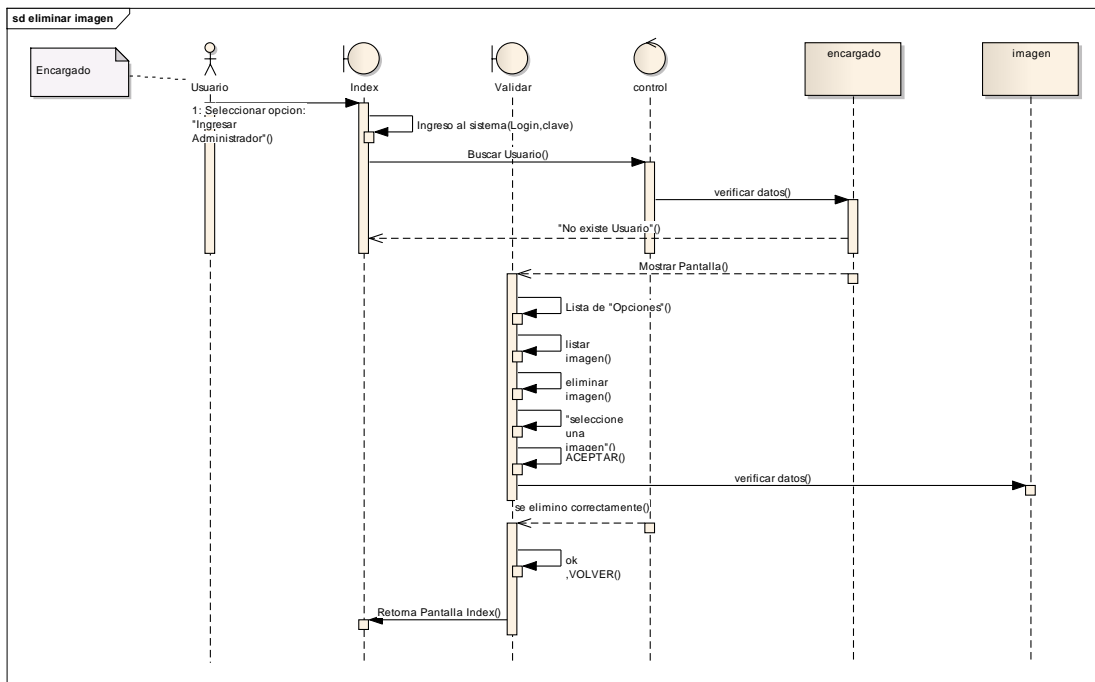 sd eliminar imagen
Encargado
Usuario
Index
Validar
control
encargado
imagen
1: Seleccionar opcion:
"Ingresar
Administrador"()
Ingreso al sistema(Login,clave)
Buscar Usuario()
verificar datos()
"No existe Usuario"()
Mostrar Pantalla()
Lista de "Opciones"()
listar
imagen()
eliminar
imagen()
"seleccione
una
imagen"()
ACEPTAR()
verificar datos()
se elimino correctamente()
ok
,VOLVER()
Retorna Pantalla Index()